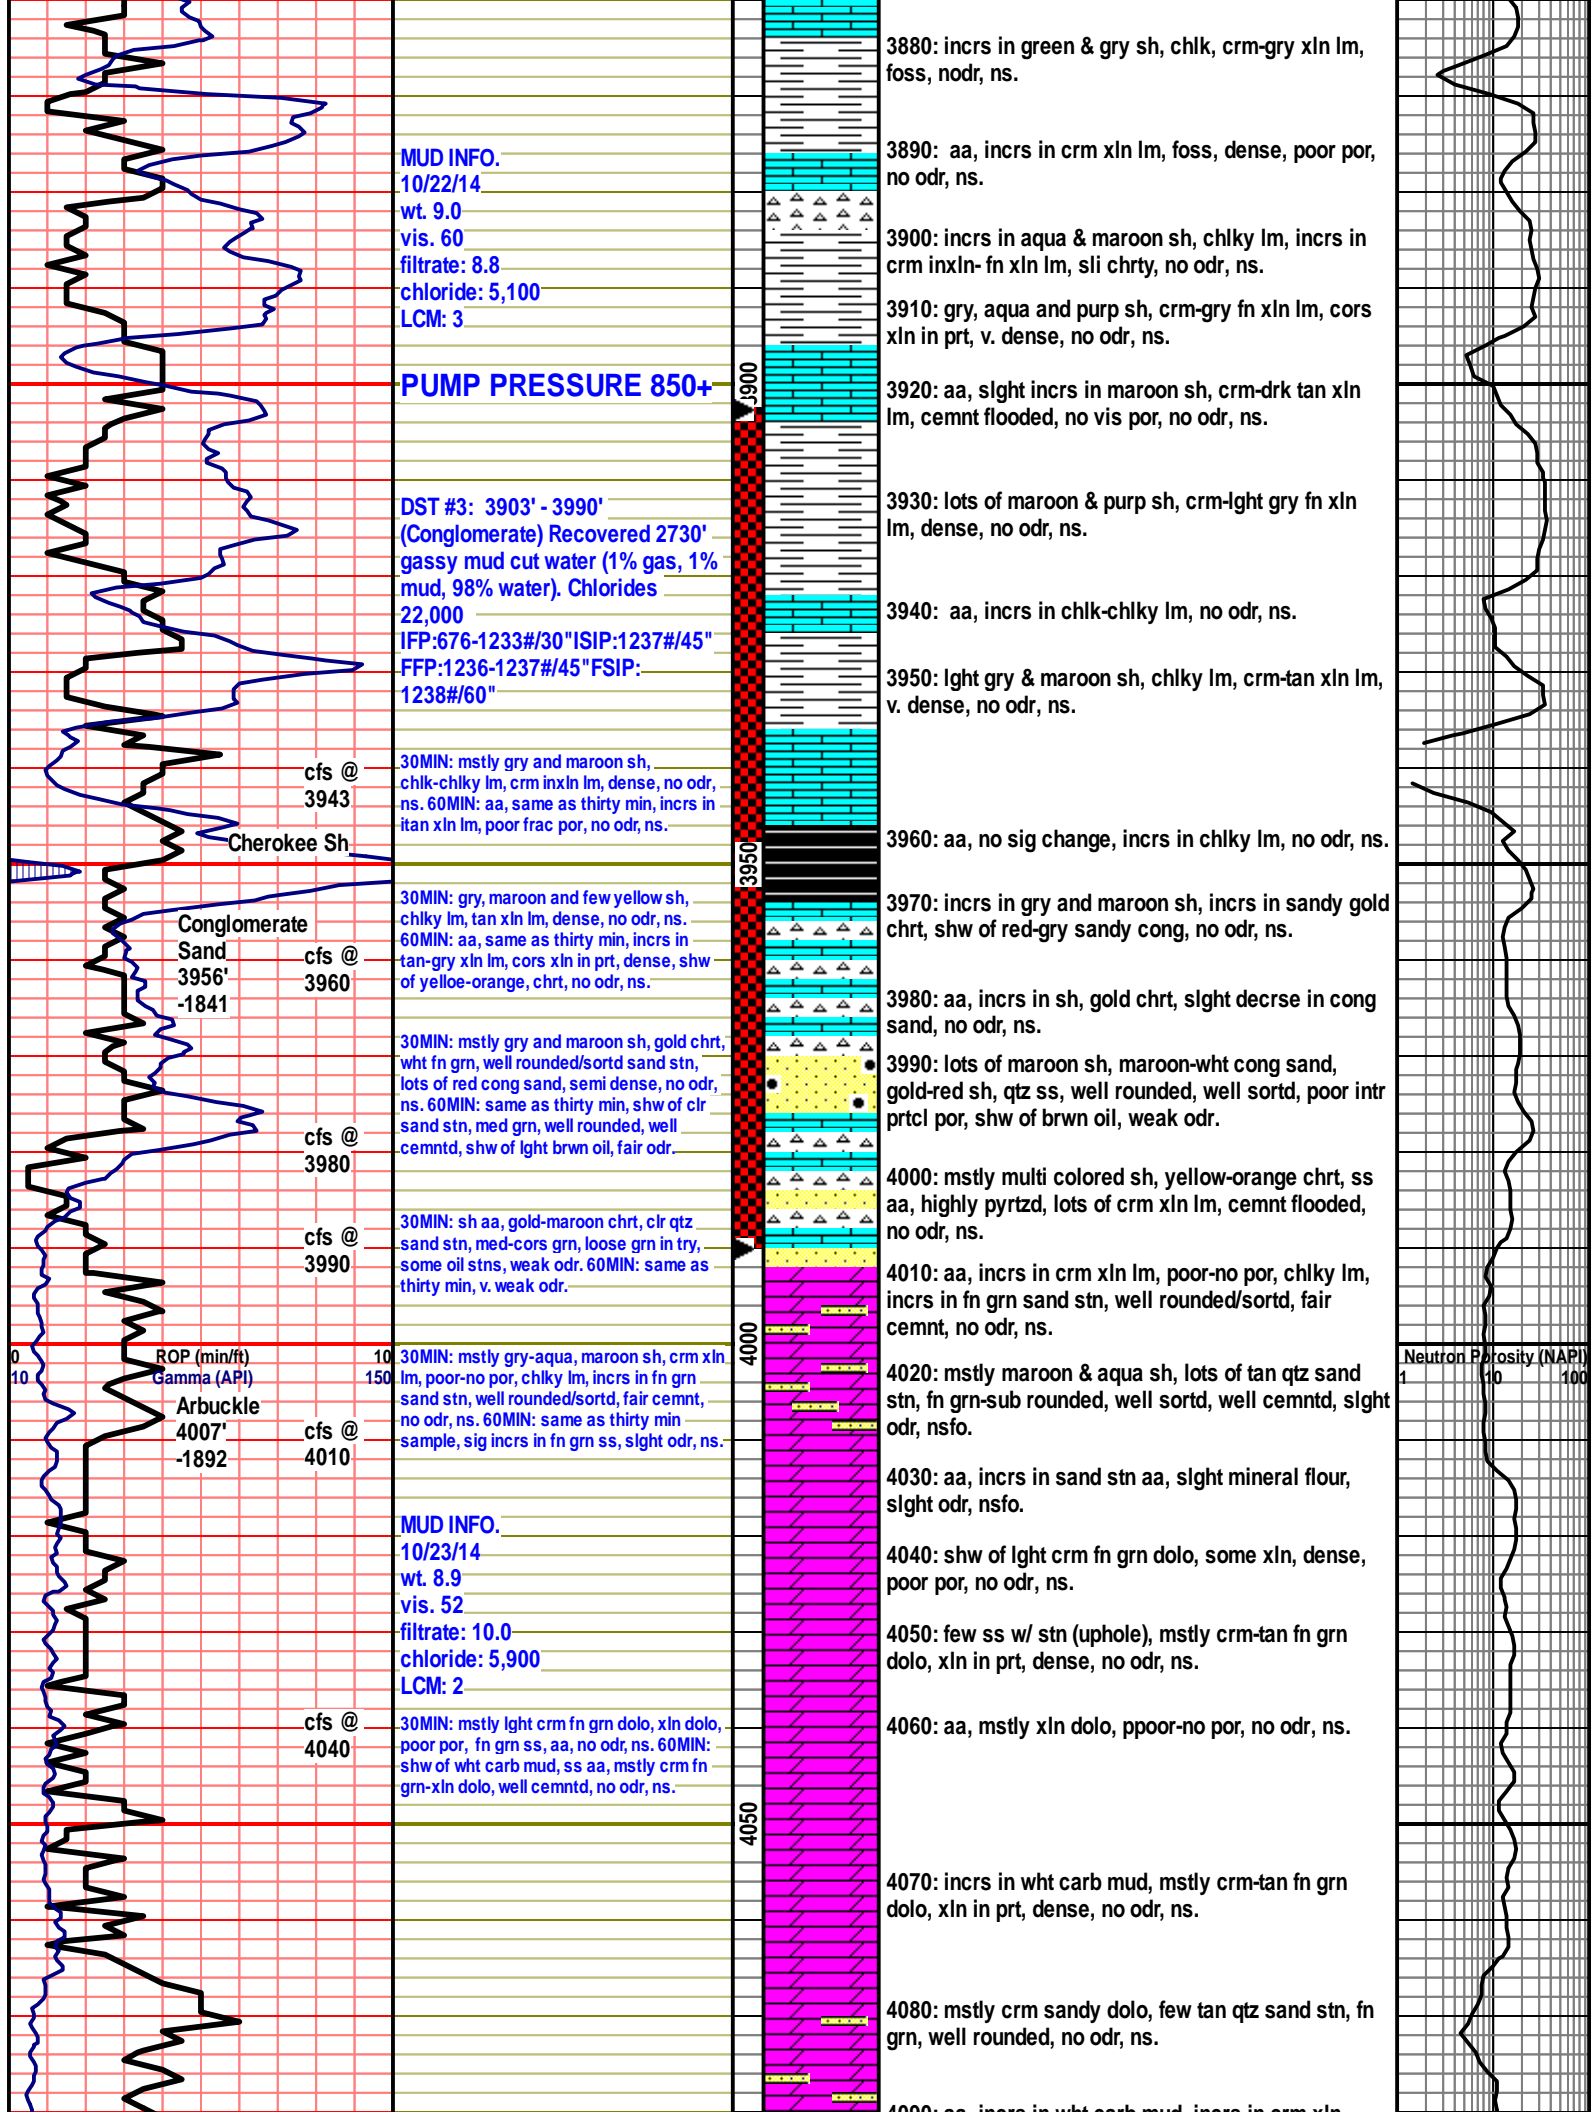 MUD INFO.
10/22/14
wt. 9.0
vis. 60
filtrate: 8.8
chloride: 5,100
LCM: 3
PUMP PRESSURE 850+
DST #3: 3903' - 3990'
(Conglomerate) Recovered 2730'
gassy mud cut water (1% gas, 1%
mud, 98% water). Chlorides
22,000
IFP:676-1233#/30"ISIP:1237#/45"
FFP:1236-1237#/45"FSIP:
1238#/60"
cfs @
3943
30MIN: mstly gry and maroon sh,
chlk-chlky lm, crm inxln lm, dense, no odr,
ns. 60MIN: aa, same as thirty min, incrs in
itan xln lm, poor frac por, no odr, ns.
Cherokee Sh
30MIN: gry, maroon and few yellow sh,
chlky lm, tan xln lm, dense, no odr, ns.
60MIN: aa, same as thirty min, incrs in
tan-gry xln lm, cors xln in prt, dense, shw
of yelloe-orange, chrt, no odr, ns.
Conglomerate
Sand
3956'
-1841
cfs @
3960
30MIN: mstly gry and maroon sh, gold chrt,
wht fn grn, well rounded/sortd sand stn,
lots of red cong sand, semi dense, no odr,
ns. 60MIN: same as thirty min, shw of clr
sand stn, med grn, well rounded, well
cemntd, shw of lght brwn oil, fair odr.
cfs @
3980
30MIN: sh aa, gold-maroon chrt, clr qtz
sand stn, med-cors grn, loose grn in try,
some oil stns, weak odr. 60MIN: same as
thirty min, v. weak odr.
cfs @
3990
0 ROP (min/ft) 10
10 Gamma (API) 150
30MIN: mstly gry-aqua, maroon sh, crm xln
lm, poor-no por, chlky lm, incrs in fn grn
sand stn, well rounded/sortd, fair cemnt,
no odr, ns. 60MIN: same as thirty min
sample, sig incrs in fn grn ss, slght odr, ns.
Arbuckle
4007'
-1892
cfs @
4010
MUD INFO.
10/23/14
wt. 8.9
vis. 52
filtrate: 10.0
chloride: 5,900
LCM: 2
cfs @
4040
30MIN: mstly lght crm fn grn dolo, xln dolo,
poor por, fn grn ss, aa, no odr, ns. 60MIN:
shw of wht carb mud, ss aa, mstly crm fn
grn-xln dolo, well cemntd, no odr, ns.
3900
3950
4000
4050
3880: incrs in green & gry sh, chlk, crm-gry xln lm,
foss, nodr, ns.
3890: aa, incrs in crm xln lm, foss, dense, poor por,
no odr, ns.
3900: incrs in aqua & maroon sh, chlky lm, incrs in
crm inxln- fn xln lm, sli chrty, no odr, ns.
3910: gry, aqua and purp sh, crm-gry fn xln lm, cors
xln in prt, v. dense, no odr, ns.
3920: aa, slght incrs in maroon sh, crm-drk tan xln
lm, cemnt flooded, no vis por, no odr, ns.
3930: lots of maroon & purp sh, crm-lght gry fn xln
lm, dense, no odr, ns.
3940: aa, incrs in chlk-chlky lm, no odr, ns.
3950: lght gry & maroon sh, chlky lm, crm-tan xln lm,
v. dense, no odr, ns.
3960: aa, no sig change, incrs in chlky lm, no odr, ns.
3970: incrs in gry and maroon sh, incrs in sandy gold
chrt, shw of red-gry sandy cong, no odr, ns.
3980: aa, incrs in sh, gold chrt, slght decrse in cong
sand, no odr, ns.
3990: lots of maroon sh, maroon-wht cong sand,
gold-red sh, qtz ss, well rounded, well sortd, poor intr
prtcl por, shw of brwn oil, weak odr.
4000: mstly multi colored sh, yellow-orange chrt, ss
aa, highly pyrtzd, lots of crm xln lm, cemnt flooded,
no odr, ns.
4010: aa, incrs in crm xln lm, poor-no por, chlky lm,
incrs in fn grn sand stn, well rounded/sortd, fair
cemnt, no odr, ns.
4020: mstly maroon & aqua sh, lots of tan qtz sand
stn, fn grn-sub rounded, well sortd, well cemntd, slght
odr, nsfo.
4030: aa, incrs in sand stn aa, slght mineral flour,
slght odr, nsfo.
4040: shw of lght crm fn grn dolo, some xln, dense,
poor por, no odr, ns.
4050: few ss w/ stn (uphole), mstly crm-tan fn grn
dolo, xln in prt, dense, no odr, ns.
4060: aa, mstly xln dolo, ppoor-no por, no odr, ns.
4070: incrs in wht carb mud, mstly crm-tan fn grn
dolo, xln in prt, dense, no odr, ns.
4080: mstly crm sandy dolo, few tan qtz sand stn, fn
grn, well rounded, no odr, ns.
4090: aa, incrs in wht carb mud, incrs in crm xln
Neutron Porosity (NAPI)
1 10 100